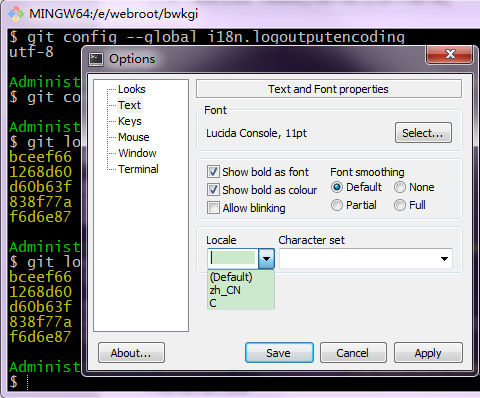 MINGW64:/e/webroot/bwkgi
$ git config --global i18n.logoutputencoding
utf-8
Options
Administ
$ git co
Administ
$ git lo
bceef66
1268d60
d60b63f
838f77a
f6d6e87
Administ
$ git lo
bceef66
1268d60
d60b63f
838f77a
f6d6e87
Administ
$
Looks
Text
Keys
Mouse
Window
Terminal
Text and Font properties
Font
Lucida Console, 11pt
Select...
Show bold as font
Show bold as colour
Allow blinking
Font smoothing
Default
None
Partial
Full
Locale
Character set
(Default)
zh_CN
C
About...
Save
Cancel
Apply